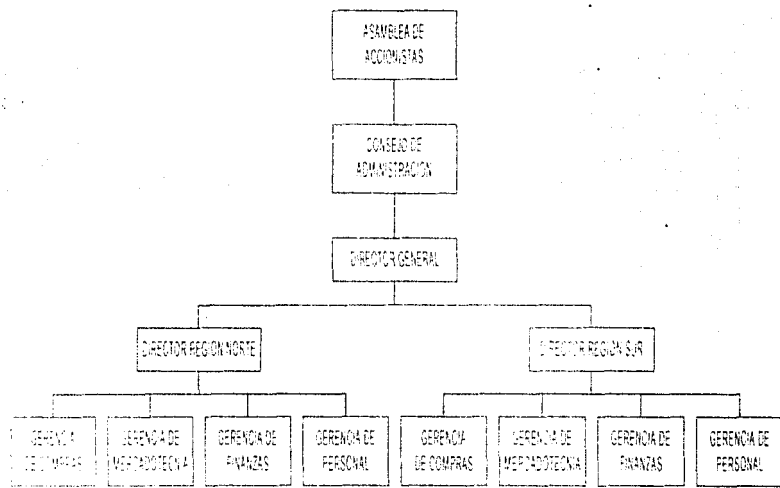 ASAMBLEA DE
ACCIONISTAS
CONSEJO DE
ADMINISTRACION
DIRECTOR GENERAL
DIRECTOR REGION NORTE
DIRECTOR REGION SUR
GERENCIA
DE COMPRAS
GERENCIA DE
MERCADOTECNIA
GERENCIA DE
FINANZAS
GERENCIA DE
PERSONAL
GERENCIA
DE COMPRAS
GERENCIA DE
MERCADOTECNIA
GERENCIA DE
FINANZAS
GERENCIA DE
PERSONAL